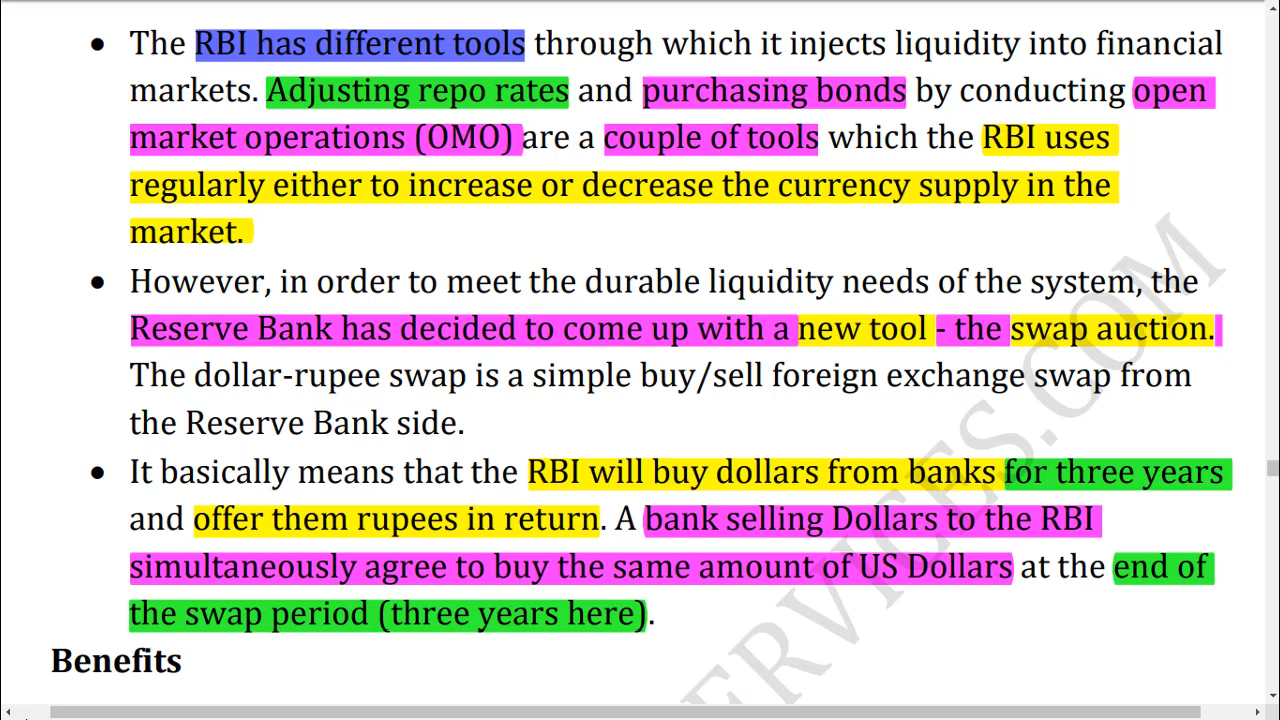 • The RBI has different tools through which it injects liquidity into financial
markets. Adjusting repo rates and purchasing bonds by conducting open
market operations (OMO) are a couple of tools which the RBI uses
regularly either to increase or decrease the currency supply in the
market.
• However, in order to meet the durable liquidity needs of the system, the
Reserve Bank has decided to come up with a new tool - the swap auction.
The dollar-rupee swap is a simple buy/sell foreign exchange swap from
the Reserve Bank side.
• It basically means that the RBI will buy dollars from banks for three years
and offer them rupees in return. A bank selling Dollars to the RBI
simultaneously agree to buy the same amount of US Dollars at the end of
the swap period (three years here).
Benefits